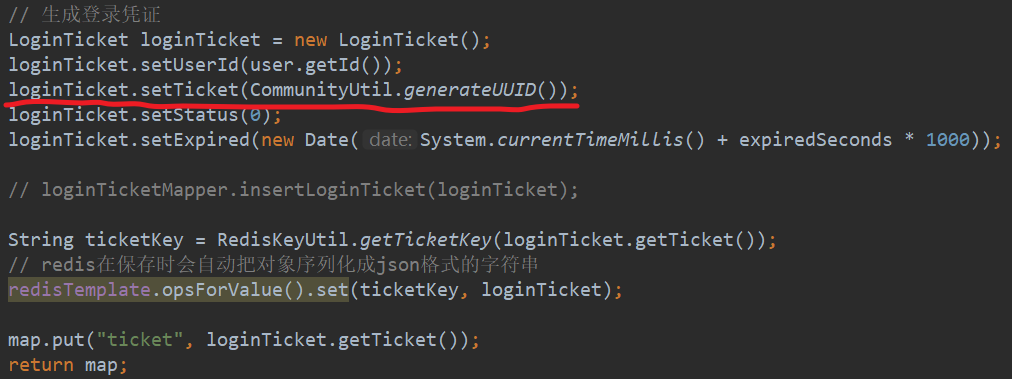 // 生成登录凭证
LoginTicket loginTicket = new LoginTicket();
loginTicket.setUserId(user.getId());
loginTicket.setTicket(CommunityUtil.generateUUID());
loginTicket.setStatus(0);
loginTicket.setExpired(new Date( date: System.currentTimeMillis() + expiredSeconds * 1000));
// loginTicketMapper.insertLoginTicket(loginTicket);
String ticketKey = RedisKeyUtil.getTicketKey(loginTicket.getTicket());
// redis在保存时会自动把对象序列化成json格式的字符串
redisTemplate.opsForValue().set(ticketKey, loginTicket);
map.put("ticket", loginTicket.getTicket());
return map;